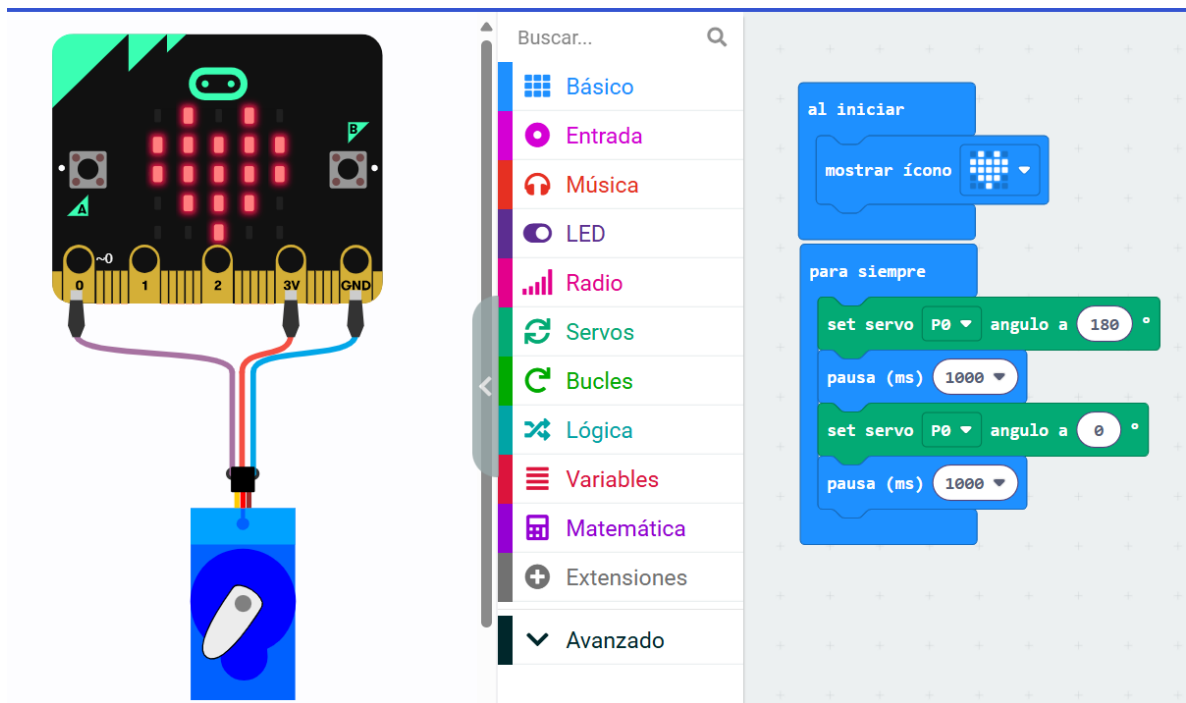 B
A
~0
0 1 2 3V GND
Buscar...
Básico
Entrada
Música
LED
Radio
Servos
Bucles
Lógica
Variables
Matemática
Extensiones
Avanzado
al iniciar
mostrar ícono
para siempre
set servo P0 angulo a 180 °
pausa (ms) 1000
set servo P0 angulo a 0 °
pausa (ms) 1000